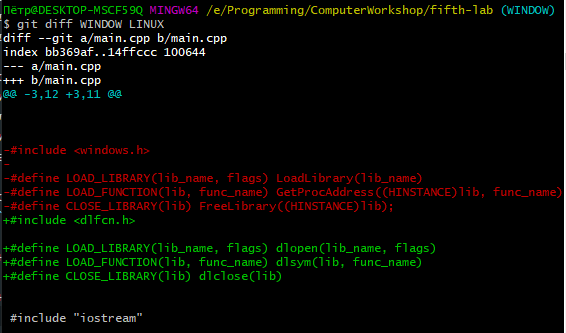 Пётр@DESKTOP-MSCF59Q MINGW64 /e/Programming/ComputerWorkshop/fifth-lab (WINDOW)
$ git diff WINDOW LINUX
diff --git a/main.cpp b/main.cpp
index bb369af..14ffccc 100644
--- a/main.cpp
+++ b/main.cpp
@@ -3,12 +3,11 @@
-#include <windows.h>
-
-#define LOAD_LIBRARY(lib_name, flags) LoadLibrary(lib_name)
-#define LOAD_FUNCTION(lib, func_name) GetProcAddress((HINSTANCE)lib, func_name)
-#define CLOSE_LIBRARY(lib) FreeLibrary((HINSTANCE)lib);
+#include <dlfcn.h>
+#define LOAD_LIBRARY(lib_name, flags) dlopen(lib_name, flags)
+#define LOAD_FUNCTION(lib, func_name) dlsym(lib, func_name)
+#define CLOSE_LIBRARY(lib) dlclose(lib)
#include "iostream"